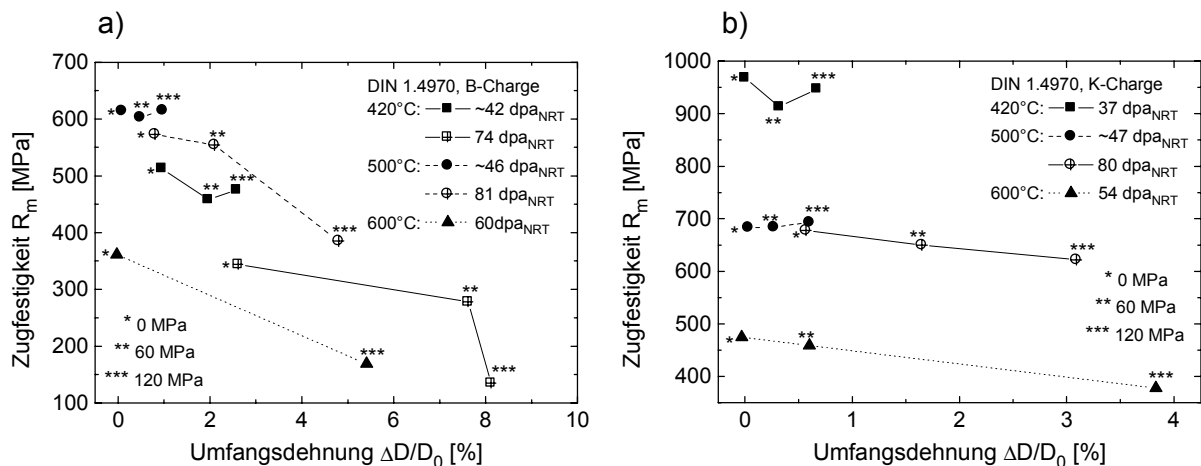 a)
700
600
500
400
300
200
100
0
2
4
6
8
10
Zugfestigkeit R_m [MPa]
Umfangsdehnung ΔD/D_0 [%]
DIN 1.4970, B-Charge
420°C: ~42 dpa_NRT
74 dpa_NRT
500°C: ~46 dpa_NRT
81 dpa_NRT
600°C: 60dpa_NRT
* ** ***
* ** ***
* ** ***
* ** ***
* ***
* 0 MPa
** 60 MPa
*** 120 MPa
b)
1000
900
800
700
600
500
400
0
1
2
3
4
Zugfestigkeit R_m [MPa]
Umfangsdehnung ΔD/D_0 [%]
DIN 1.4970, K-Charge
420°C: 37 dpa_NRT
500°C: ~47 dpa_NRT
80 dpa_NRT
600°C: 54 dpa_NRT
* ** ***
* ** ***
* ** ***
* ** ***
* 0 MPa
** 60 MPa
*** 120 MPa